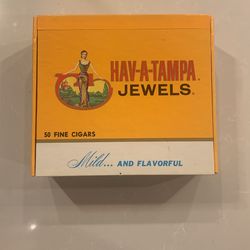 HAV-A-TAMPA
JEWELS
50 FINE CIGARS
Mild... AND FLAVORFUL